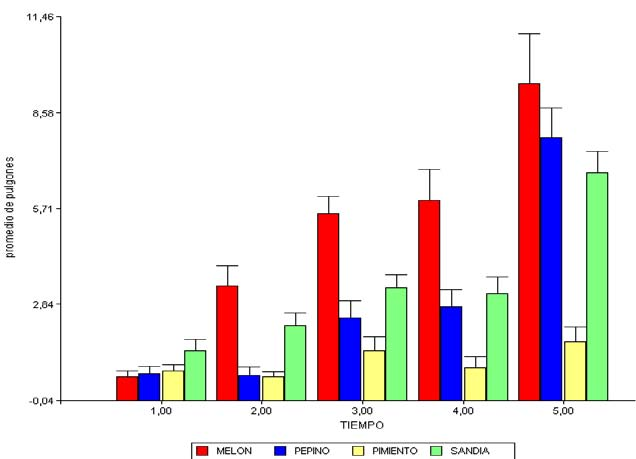 11,46
8,58
5,71
2,84
-0,04
promedio de pulgones
1,00 2,00 3,00 4,00 5,00
TIEMPO
MELON PEPINO PIMIENTO SANDIA